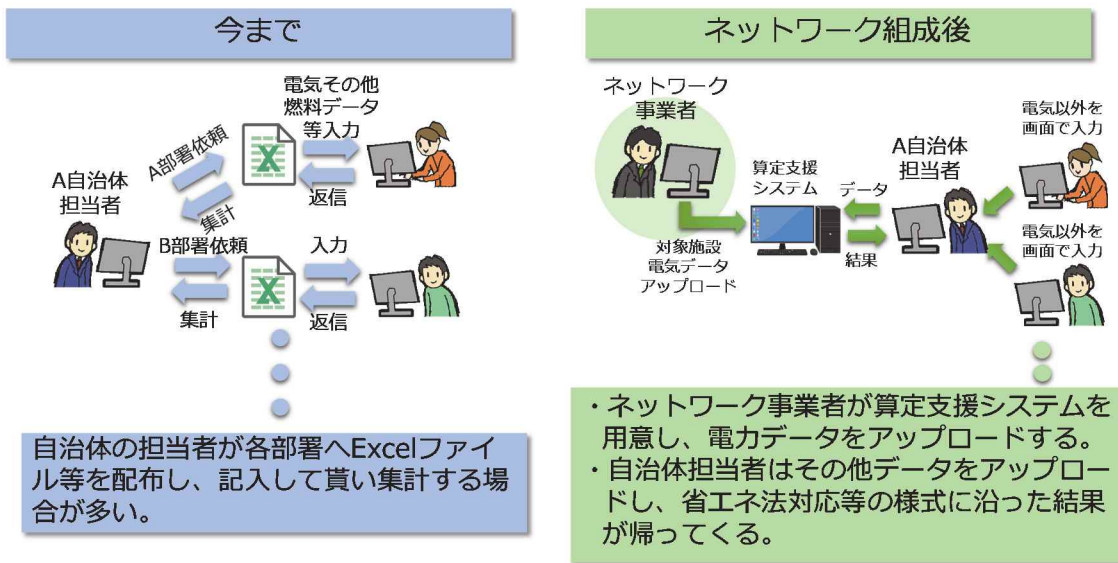 今まで
電気その他
燃料データ
等入力
A部署依頼
返信
集計
A自治体
担当者
B部署依頼
入力
集計
返信
自治体の担当者が各部署へExcelファイ
ル等を配布し、記入して貰い集計する場
合が多い。
ネットワーク組成後
ネットワーク
事業者
電気以外を
画面で入力
A自治体
担当者
算定支援
システム
データ
結果
対象施設
電気データ
アップロード
電気以外を
画面で入力
・ネットワーク事業者が算定支援システムを
用意し、電力データをアップロードする。
・自治体担当者はその他データをアップロー
ドし、省エネ法対応等の様式に沿った結果
が帰ってくる。